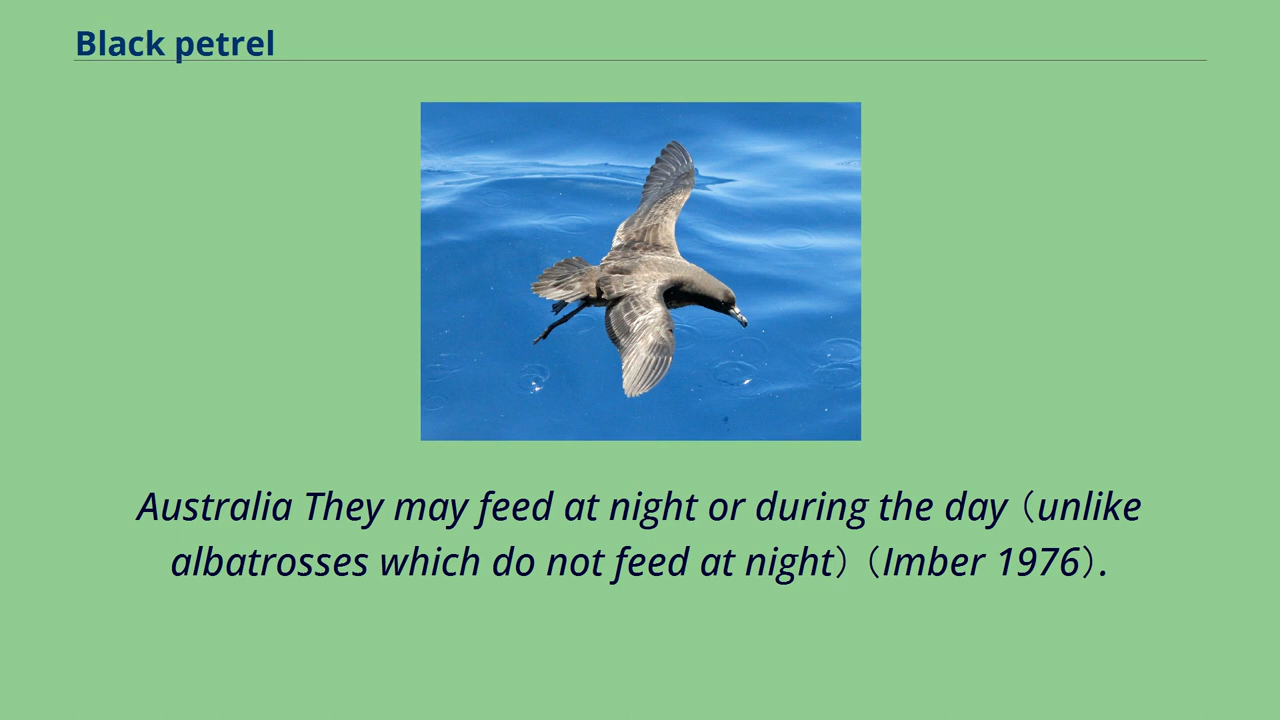 Black petrel
Australia They may feed at night or during the day (unlike
albatrosses which do not feed at night) (Imber 1976).